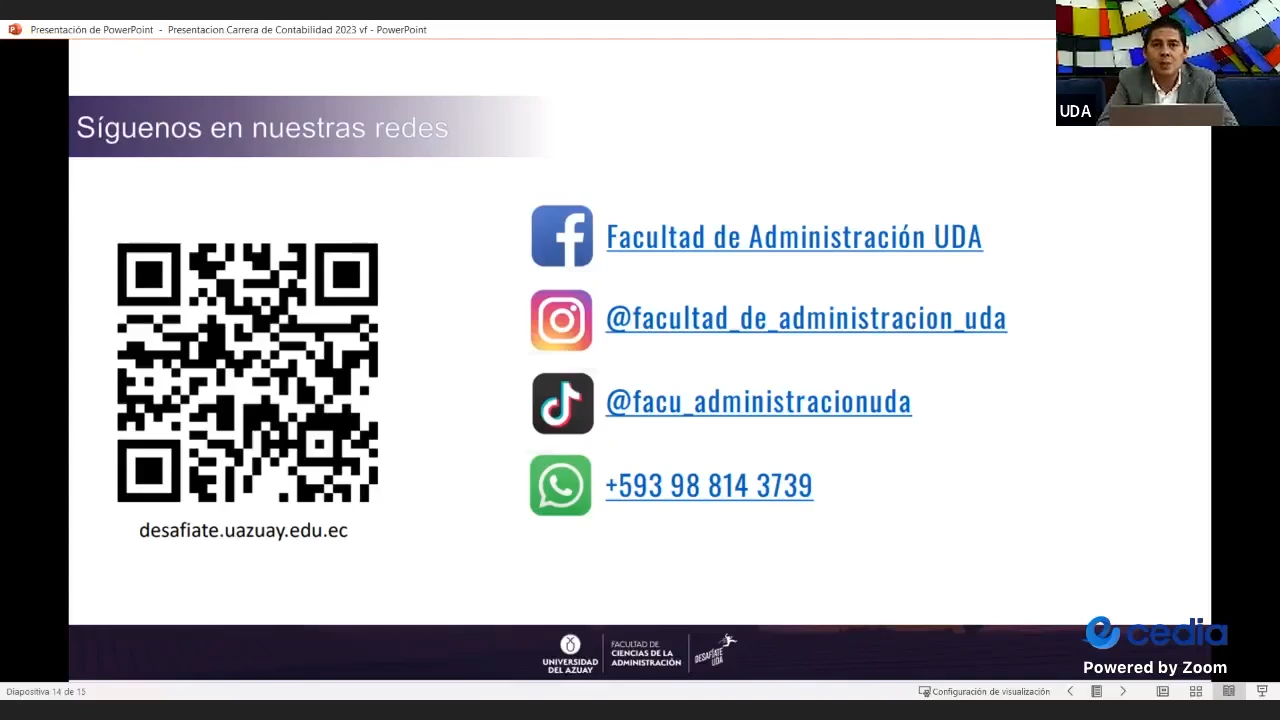 Presentación de PowerPoint - Presentacion Carrera de Contabilidad 2023 vf - PowerPoint
UDA
Síguenos en nuestras redes
Facultad de Administración UDA
@facultad_de_administracion_uda
@facu_administracionuda
+593 98 814 3739
desafiate.uazuay.edu.ec
UNIVERSIDAD
DEL AZUAY
FACULTAD DE
CIENCIAS DE LA
ADMINISTRACIÓN
DESAFÍATE
UDA
cedia
Powered by Zoom
Diapositiva 14 de 15
Configuración de visualización